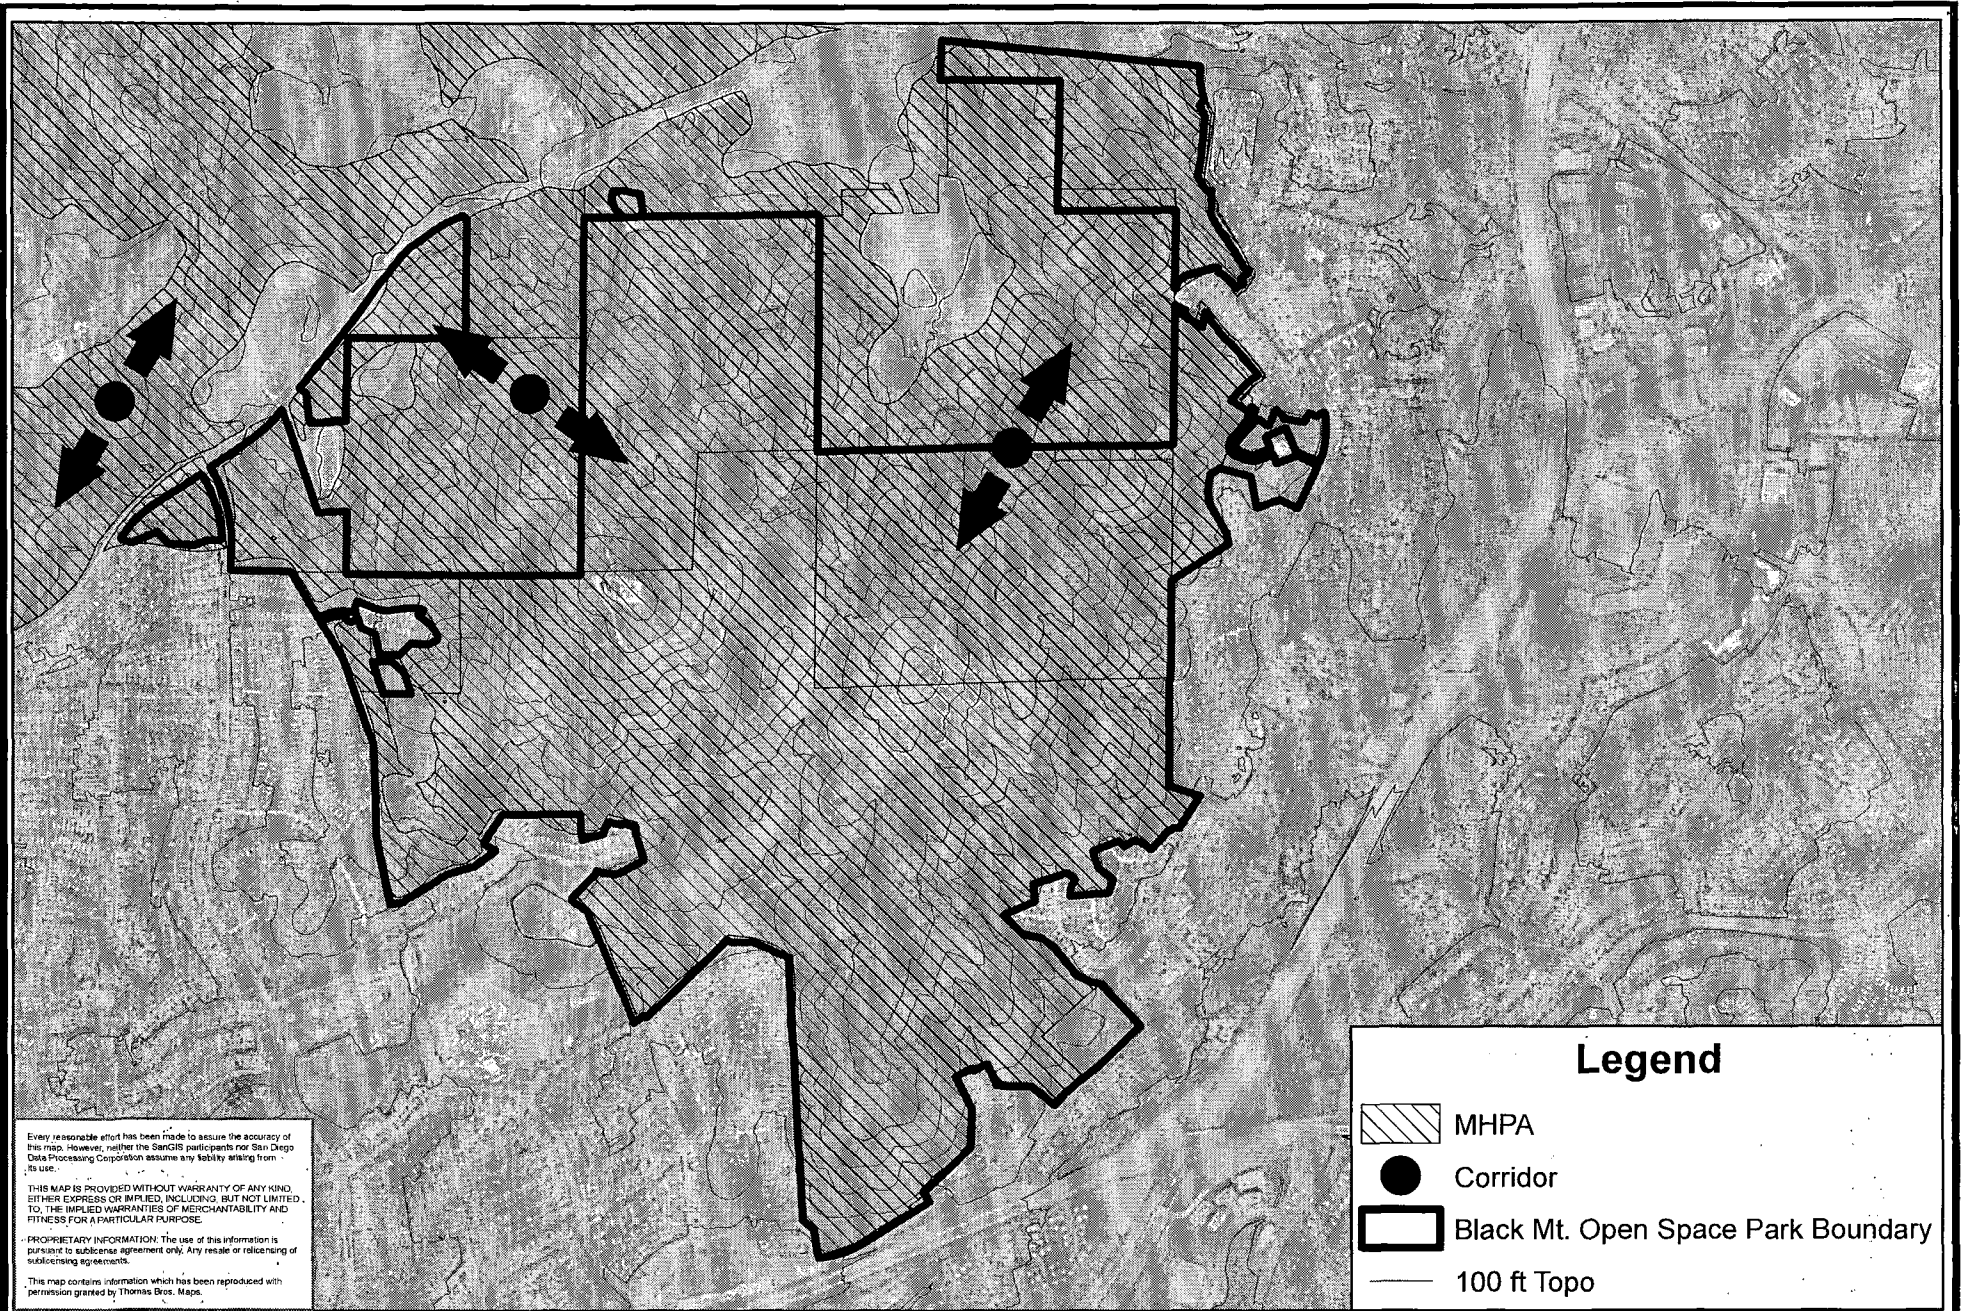 Legend
MHPA
Corridor
Black Mt. Open Space Park Boundary
100 ft Topo
Every reasonable effort has been made to assure the accuracy of
this map. However, neither the SanGIS participants nor San Diego
Data Processing Corporation assume any liability arising from
its use.
THIS MAP IS PROVIDED WITHOUT WARRANTY OF ANY KIND,
EITHER EXPRESS OR IMPLIED, INCLUDING, BUT NOT LIMITED
TO, THE IMPLIED WARRANTIES OF MERCHANTABILITY AND
FITNESS FOR A PARTICULAR PURPOSE.
PROPRIETARY INFORMATION: The use of this information is
pursuant to sublicense agreement only. Any resale or relicensing of
sublicensing agreements.
This map contains information which has been reproduced with
permission granted by Thomas Bros. Maps.